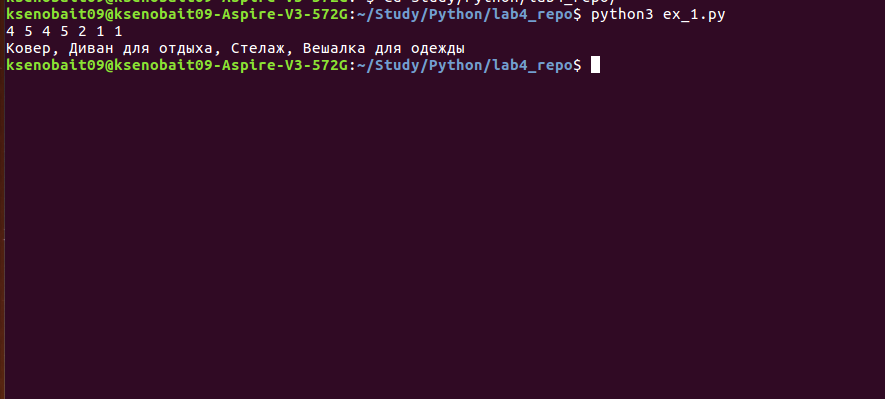 ksenobait09@ksenobait09-Aspire-V3-572G:~$ cd Study/Python/lab4_repo/
ksenobait09@ksenobait09-Aspire-V3-572G:~/Study/Python/lab4_repo$ python3 ex_1.py
4 5 4 5 2 1 1
Ковер, Диван для отдыха, Стелаж, Вешалка для одежды
ksenobait09@ksenobait09-Aspire-V3-572G:~/Study/Python/lab4_repo$